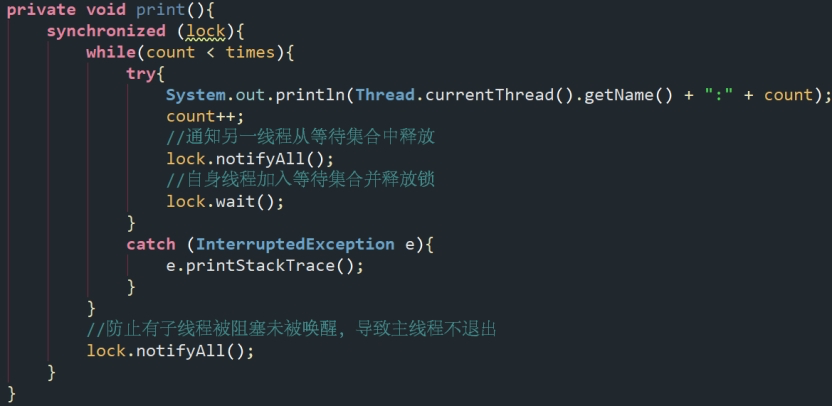 private void print(){
synchronized (lock){
while(count < times){
try{
System.out.println(Thread.currentThread().getName() + ":" + count);
count++;
//通知另一线程从等待集合中释放
lock.notifyAll();
//自身线程加入等待集合并释放锁
lock.wait();
}
catch (InterruptedException e){
e.printStackTrace();
}
}
//防止有子线程被阻塞未被唤醒，导致主线程不退出
lock.notifyAll();
}
}